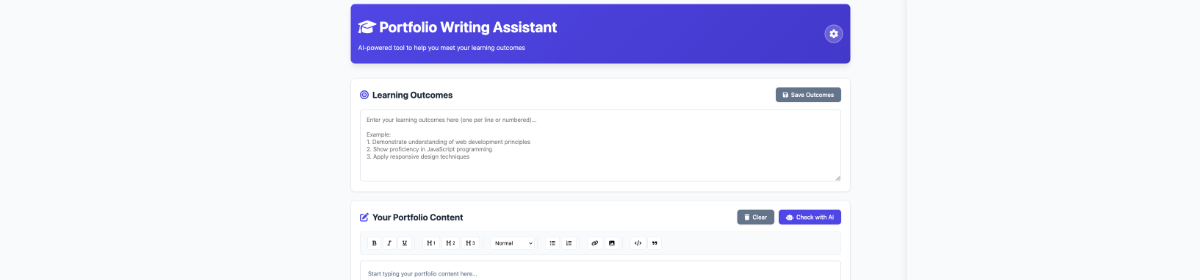 Portfolio Writing Assistant
AI-powered tool to help you meet your learning outcomes
Learning Outcomes
Save Outcomes
Enter your learning outcomes here (one per line or numbered)...
Example:
1. Demonstrate understanding of web development principles
2. Show proficiency in JavaScript programming
3. Apply responsive design techniques
Your Portfolio Content
Clear
Check with AI
B I U H1 H2 H3 Normal
Start typing your portfolio content here...